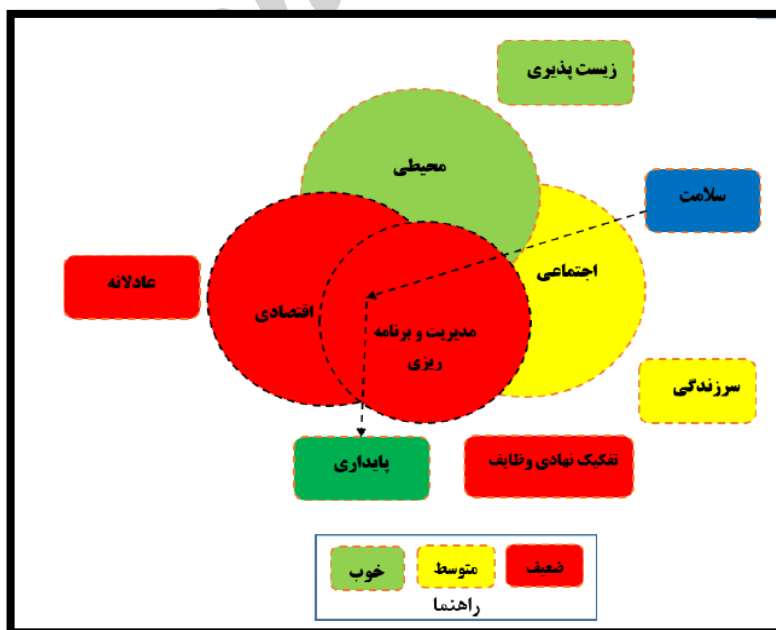 زیست پذیری
محیطی
سلامت
اجتماعی
عادلانه
اقتصادی
مدیریت و برنامه
ریزی
سرزندگی
پایداری
تفکیک نهادی وظایف
خوب
متوسط
ضعیف
راهنما